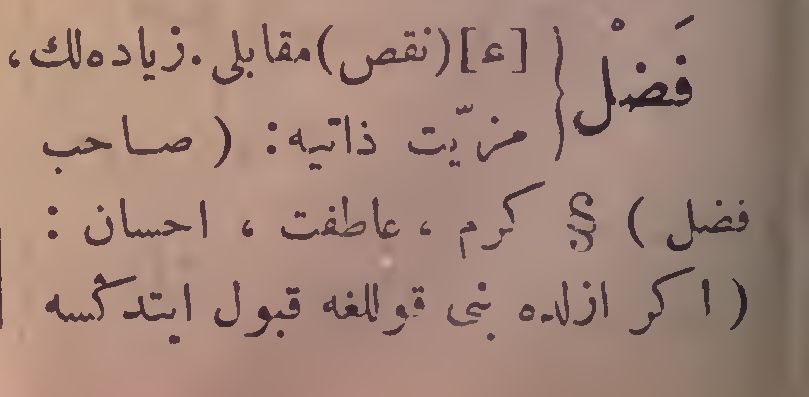 فَضْل { [ع] (نقص) مقابلی. زیاده‌لك،
مزیّت ذاتیه : ( صاحب
فضل ) § کرم ، عاطفت ، احسان :
( اکر ازلده بنی قوللغه قبول ایتدکسه